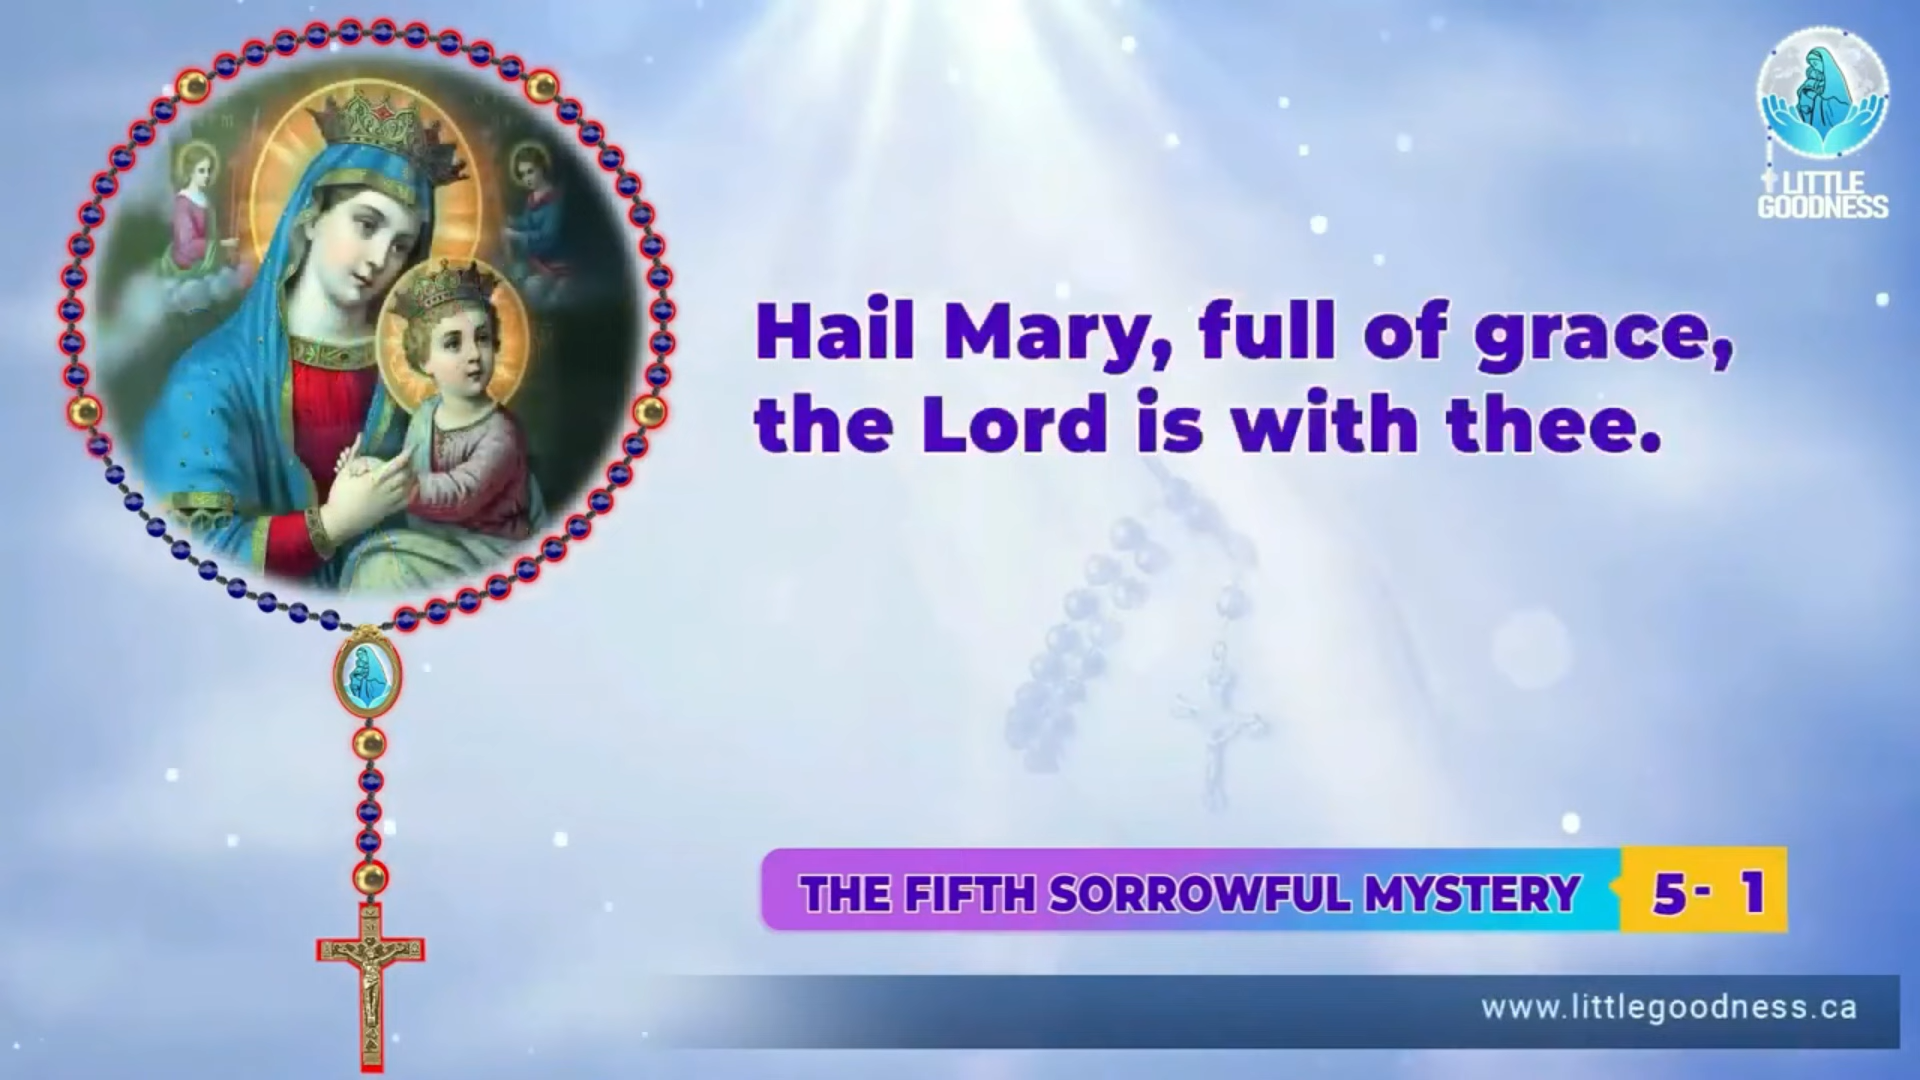 LITTLE
GOODNESS
Hail Mary, full of grace,
the Lord is with thee.
THE FIFTH SORROWFUL MYSTERY 5- 1
www.littlegoodness.ca